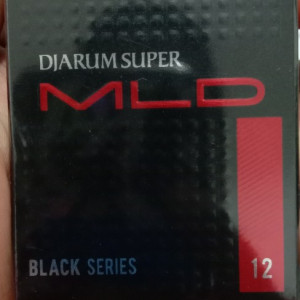 DJARUM SUPER
MLD
BLACK SERIES
12